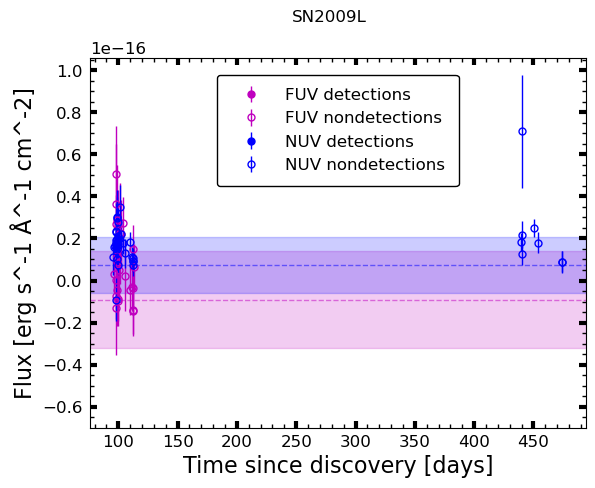 SN2009L
1e−16
1.0
0.8
0.6
0.4
0.2
0.0
−0.2
−0.4
−0.6
Flux [erg s^-1 Å^-1 cm^-2]
FUV detections
FUV nondetections
NUV detections
NUV nondetections
100 150 200 250 300 350 400 450
Time since discovery [days]